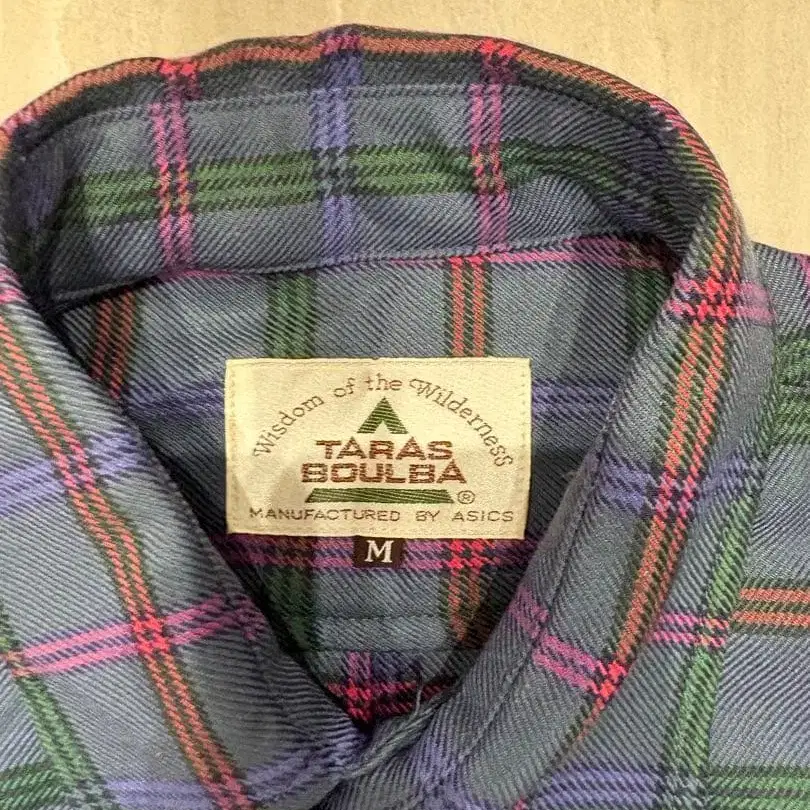 Wisdom of the Wilderness
TARAS
BOULBA®
MANUFACTURED BY ASICS
M